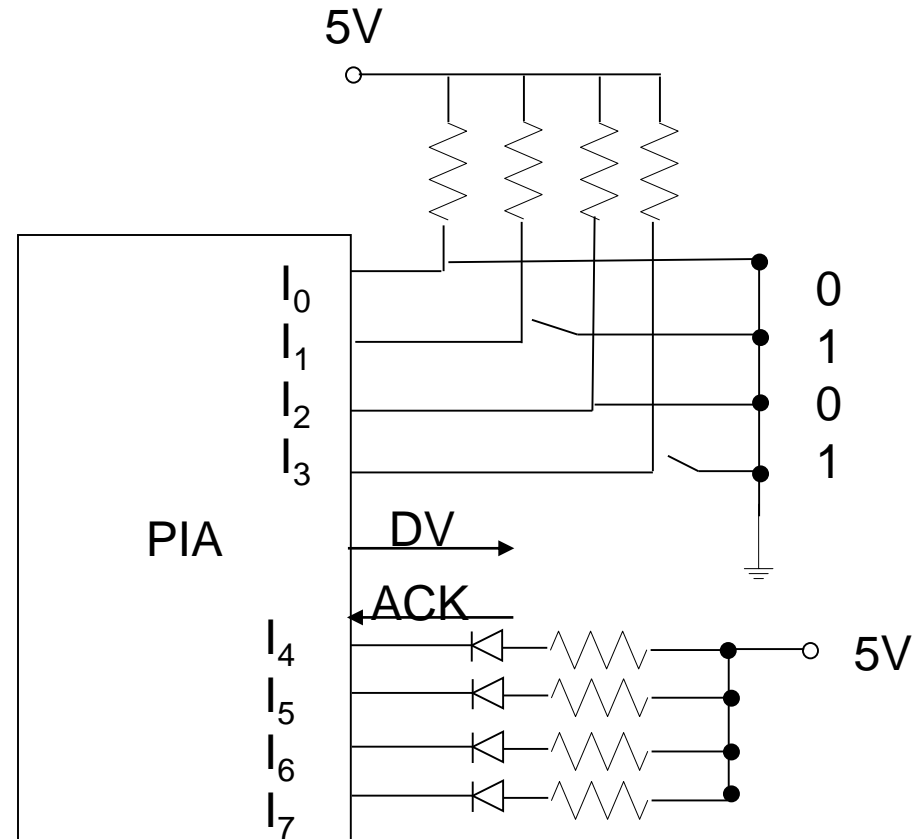 5V
I₀ 0
I₁ 1
I₂ 0
I₃ 1
PIA
DV
ACK
I₄
5V
I₅
I₆
I₇